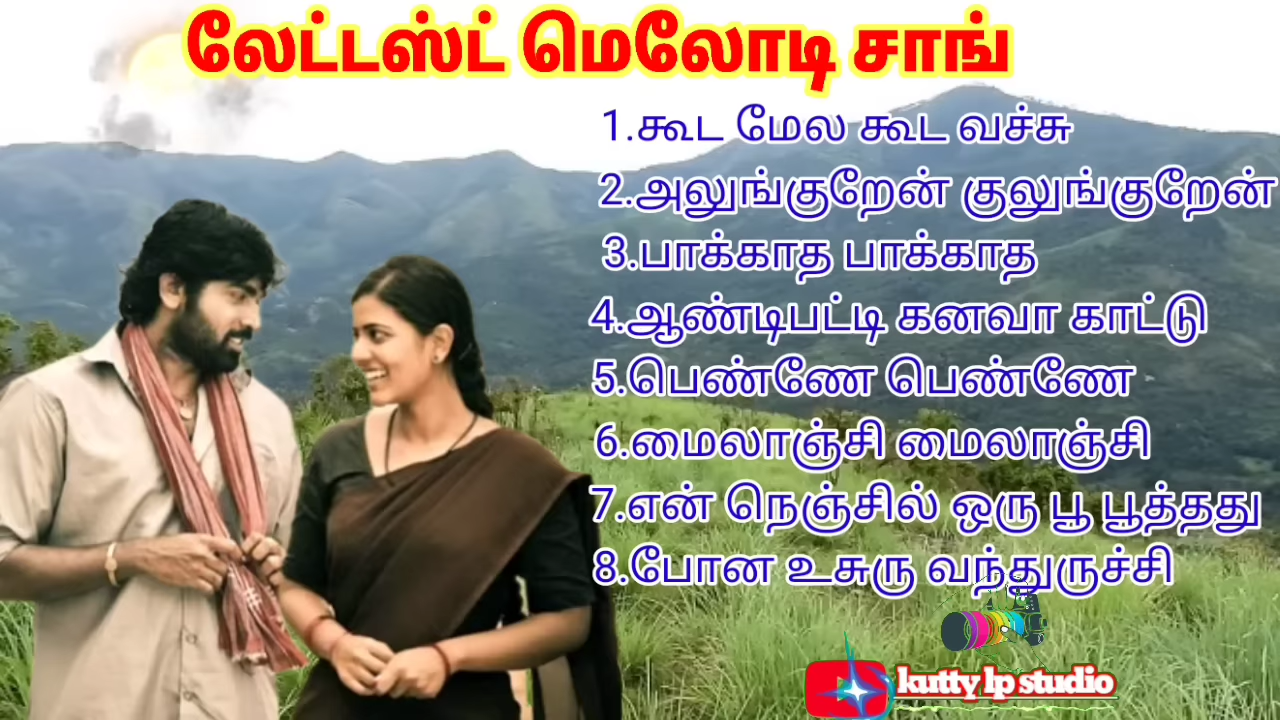 லேட்டஸ்ட் மெலோடி சாங்
1.கூட மேல கூட வச்சு
2.அலுங்குறேன் குலுங்குறேன்
3.பாக்காத பாக்காத
4.ஆண்டிபட்டி கனவா காட்டு
5.பெண்ணே பெண்ணே
6.மைலாஞ்சி மைலாஞ்சி
7.என் நெஞ்சில் ஒரு பூ பூத்தது
8.போன உசுரு வந்துருச்சி
kutty lp studio